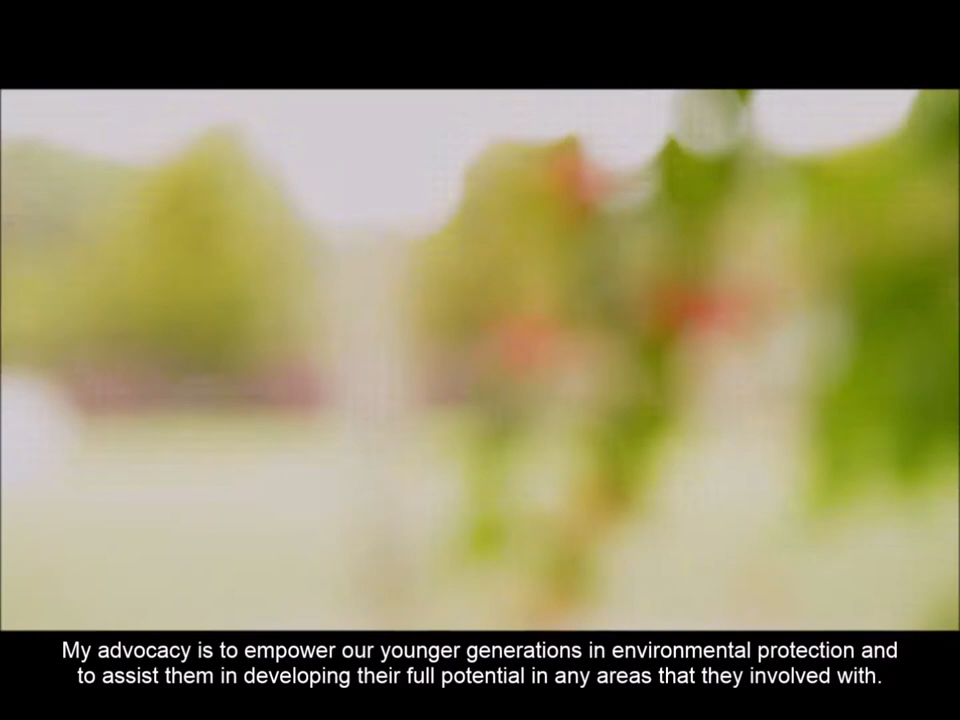 My advocacy is to empower our younger generations in environmental protection and
to assist them in developing their full potential in any areas that they involved with.